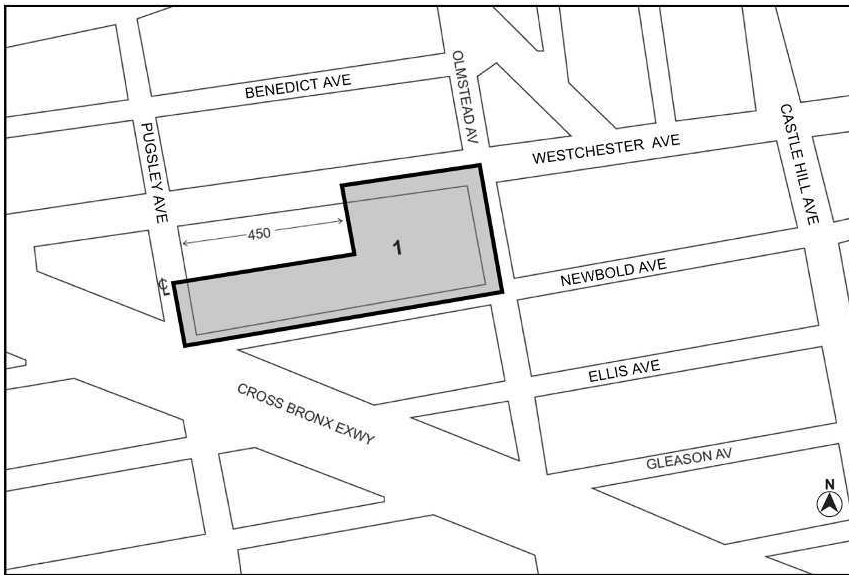 BENEDICT AVE
OLMSTEAD AV
PUGSLEY AVE
WESTCHESTER AVE
CASTLE HILL AVE
450
1
NEWBOLD AVE
ELLIS AVE
CROSS BRONX EXWY
GLEASON AV
N